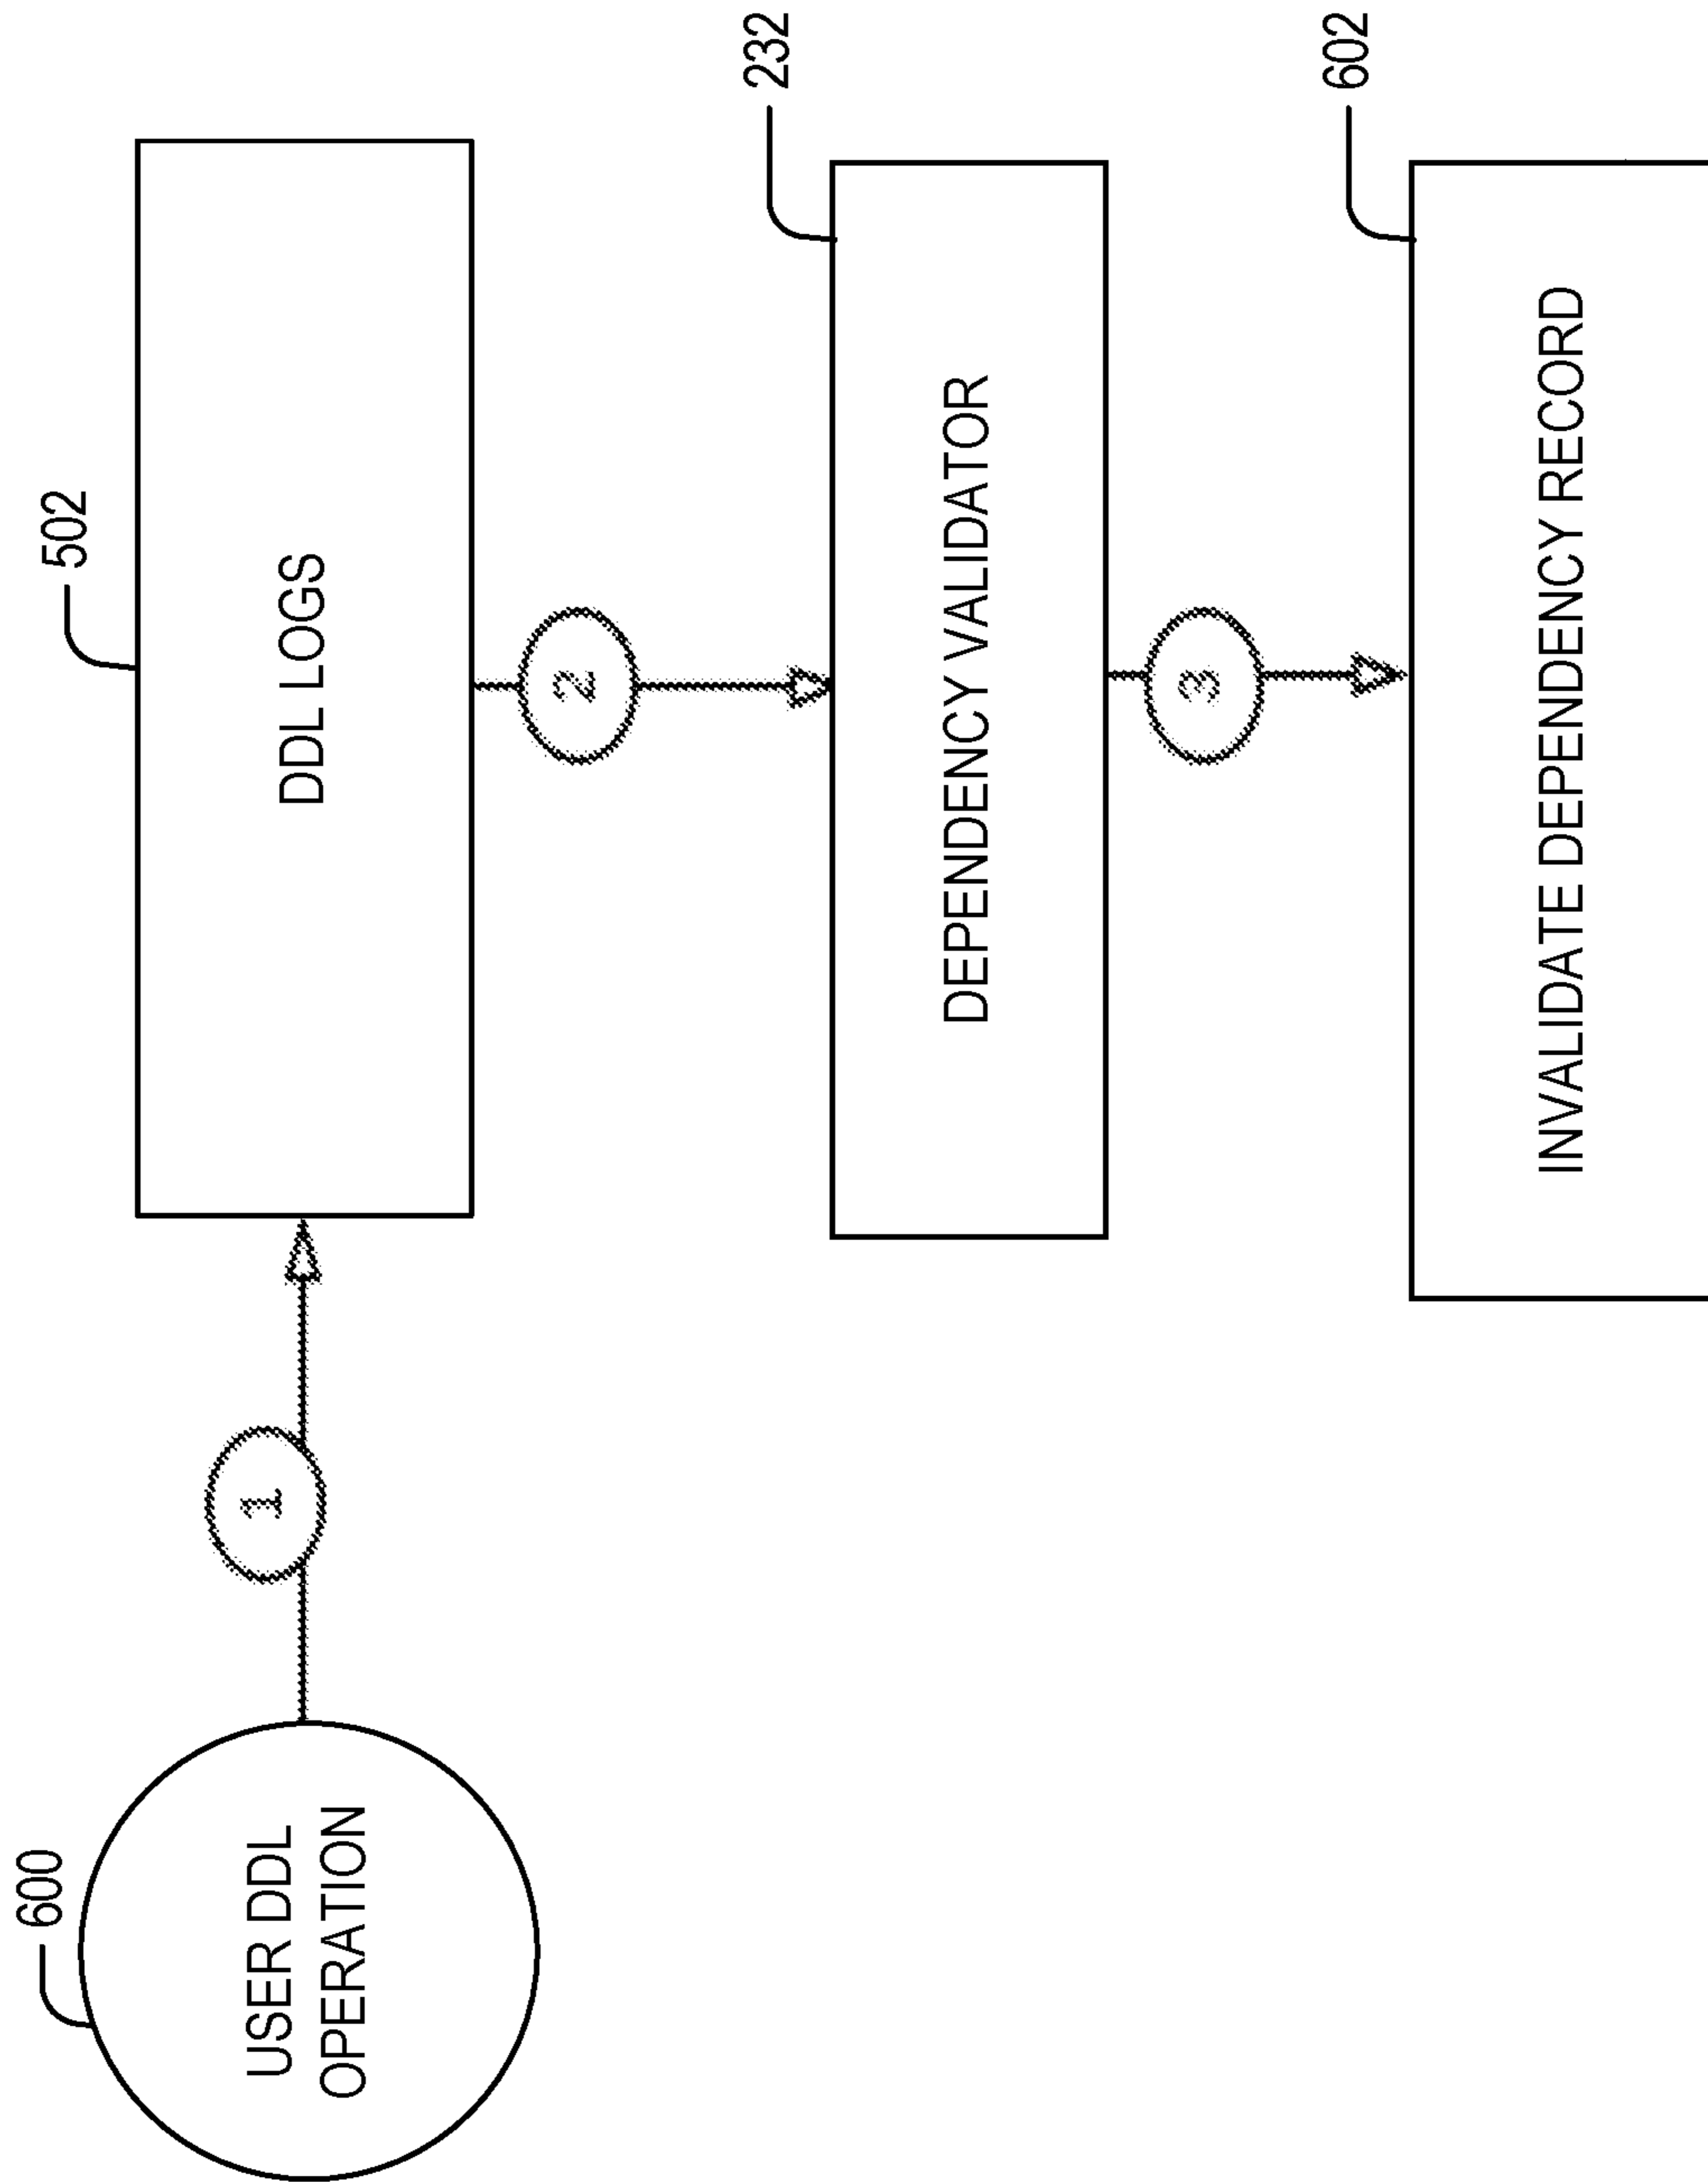 600
USER DDL
OPERATION
1
502
DDL LOGS
2
232
DEPENDENCY VALIDATOR
3
602
INVALIDATE DEPENDENCY RECORD